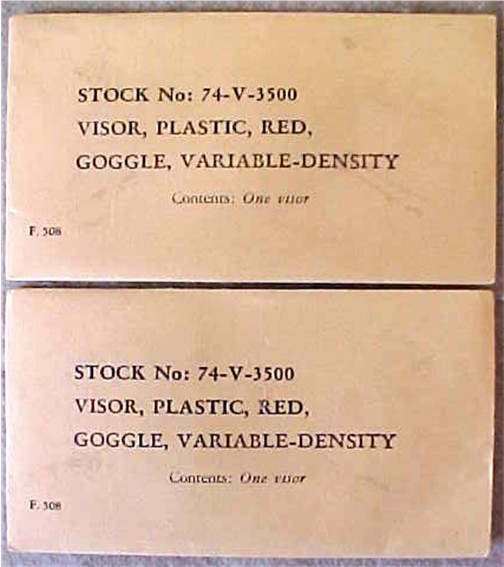 STOCK No: 74-V-3500
VISOR, PLASTIC, RED,
GOGGLE, VARIABLE-DENSITY
Contents: One visor
F. 508
STOCK No: 74-V-3500
VISOR, PLASTIC, RED,
GOGGLE, VARIABLE-DENSITY
Contents: One visor
F. 508